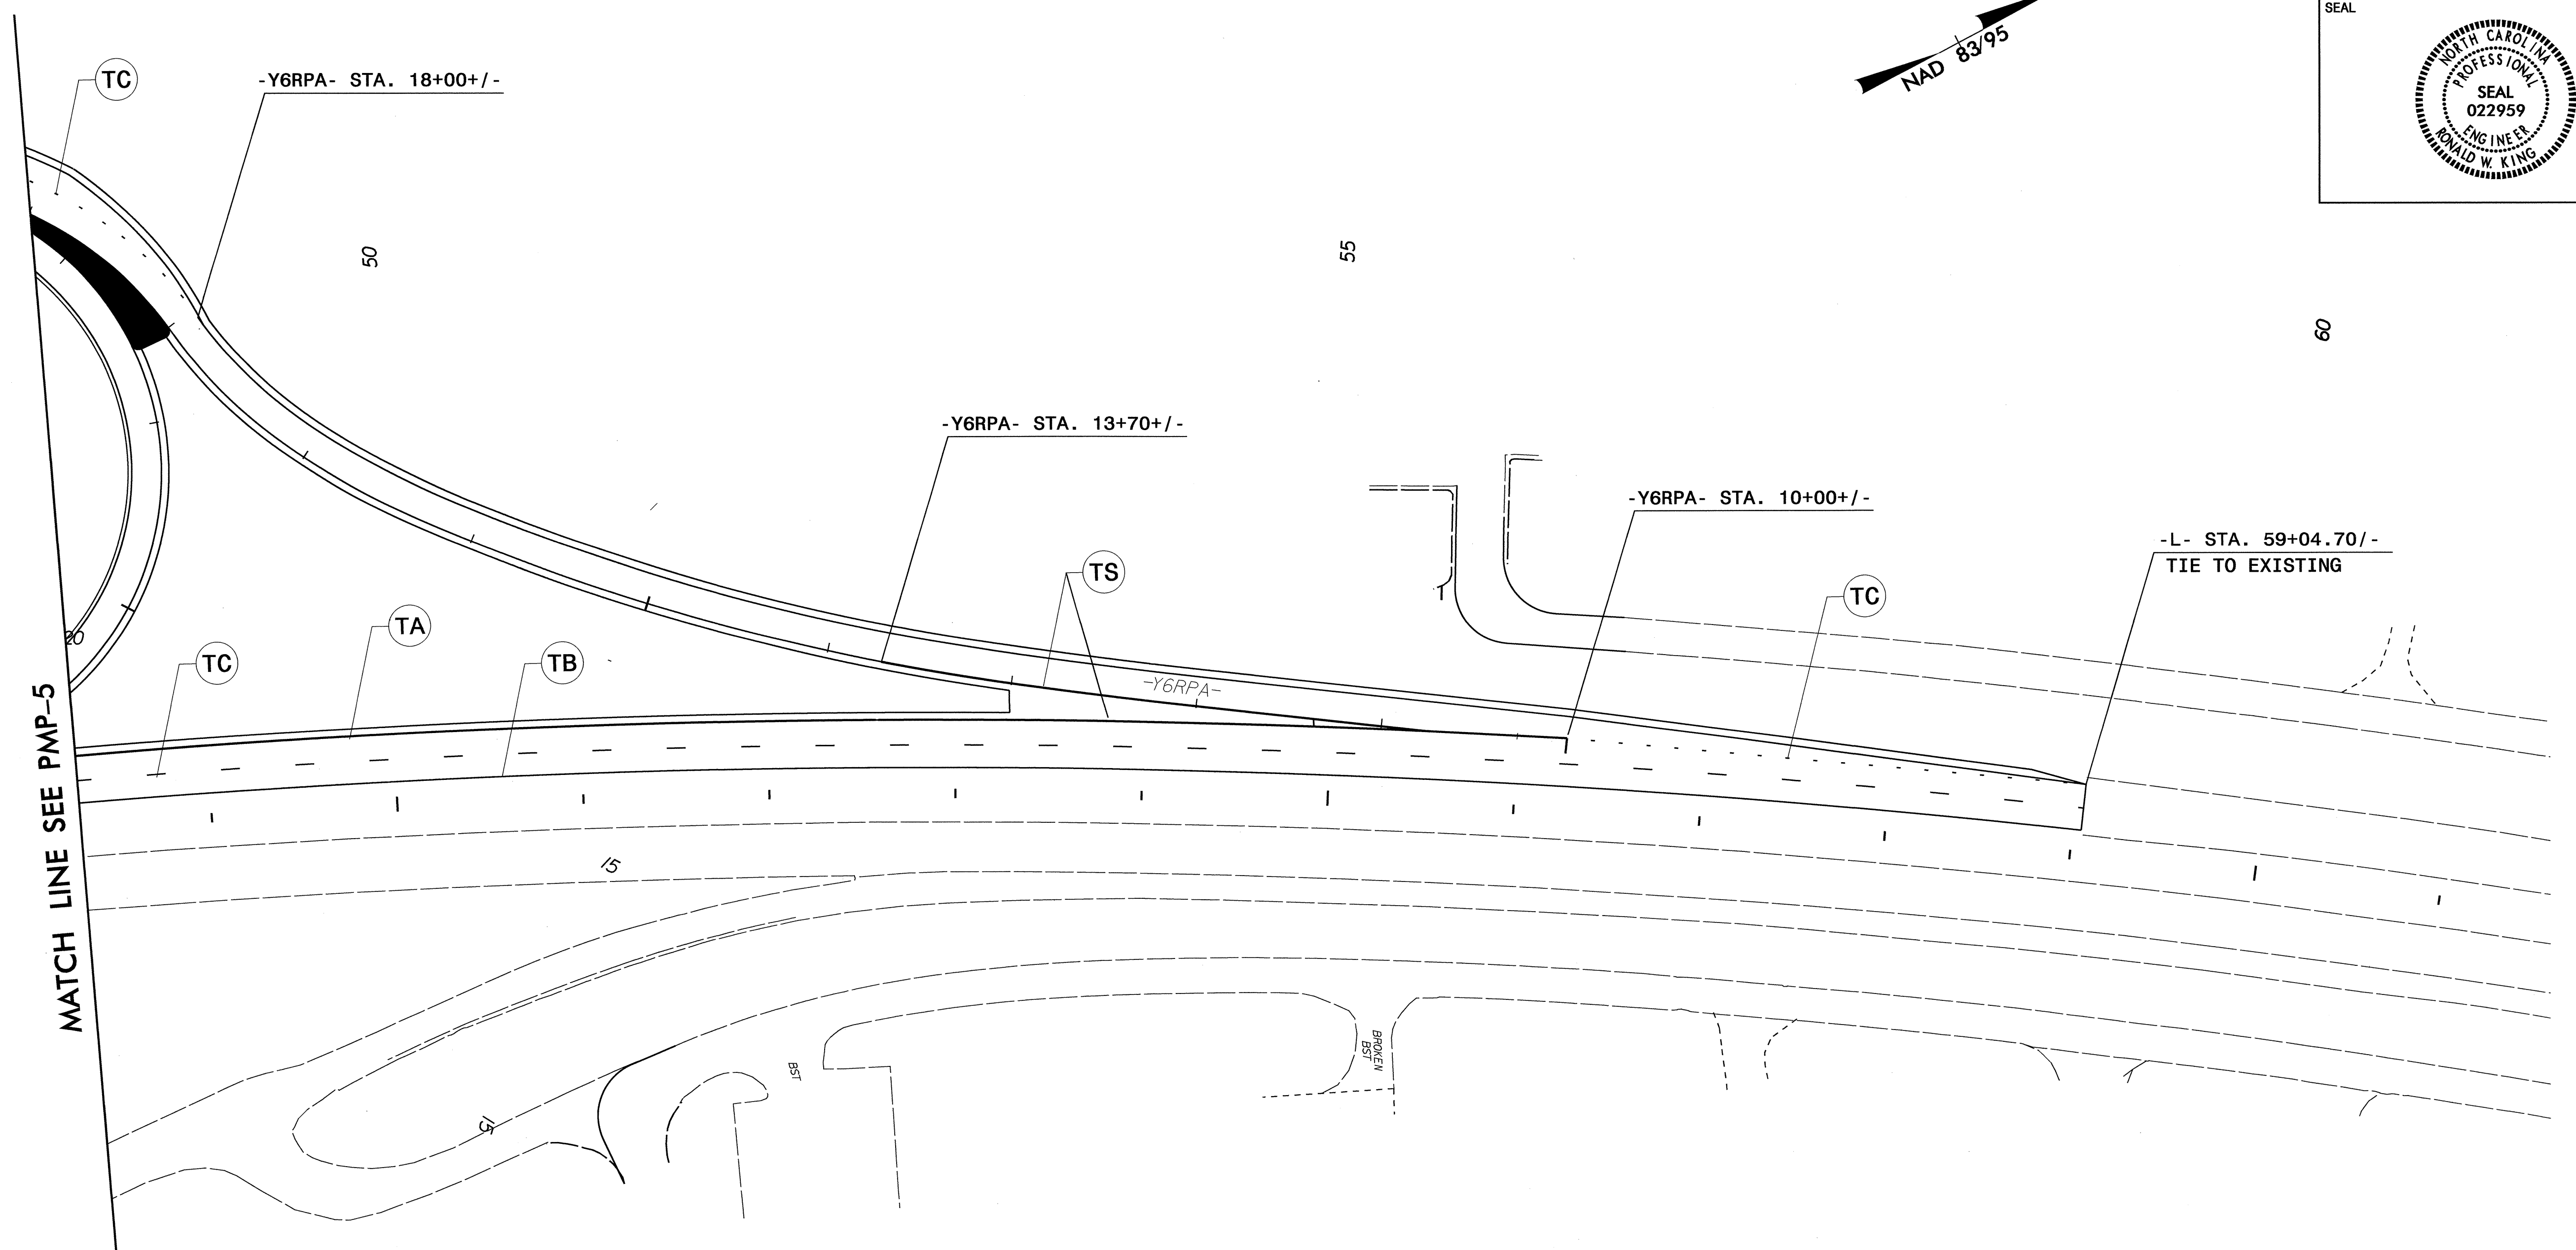 SEAL
NORTH CAROLINA
PROFESSIONAL
SEAL
022959
ENGINEER
RONALD W. KING
NAD 83/95
TC
-Y6RPA- STA. 18+00+/-
50
55
60
-Y6RPA- STA. 13+70+/-
-Y6RPA- STA. 10+00+/-
-L- STA. 59+04.70/-
TIE TO EXISTING
TS
TC
1
TA
20
TC
TB
-Y6RPA-
MATCH LINE SEE PMP-5
15
BST
BROKEN
BST
15